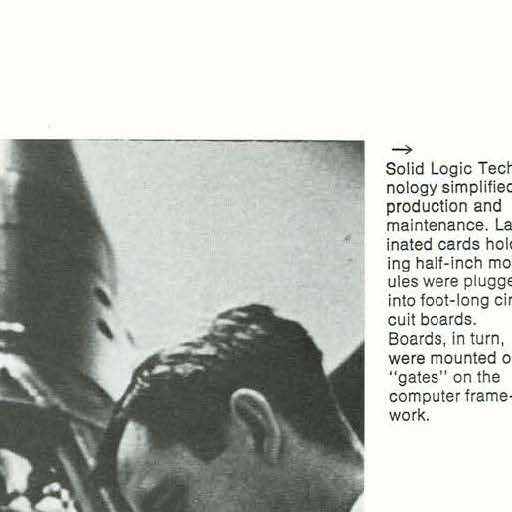 →
Solid Logic Tech
nology simplified
production and
maintenance. La
inated cards hold
ing half-inch mo
ules were plugge
into foot-long cir
cuit boards.
Boards, in turn,
were mounted o
"gates" on the
computer frame-
work.